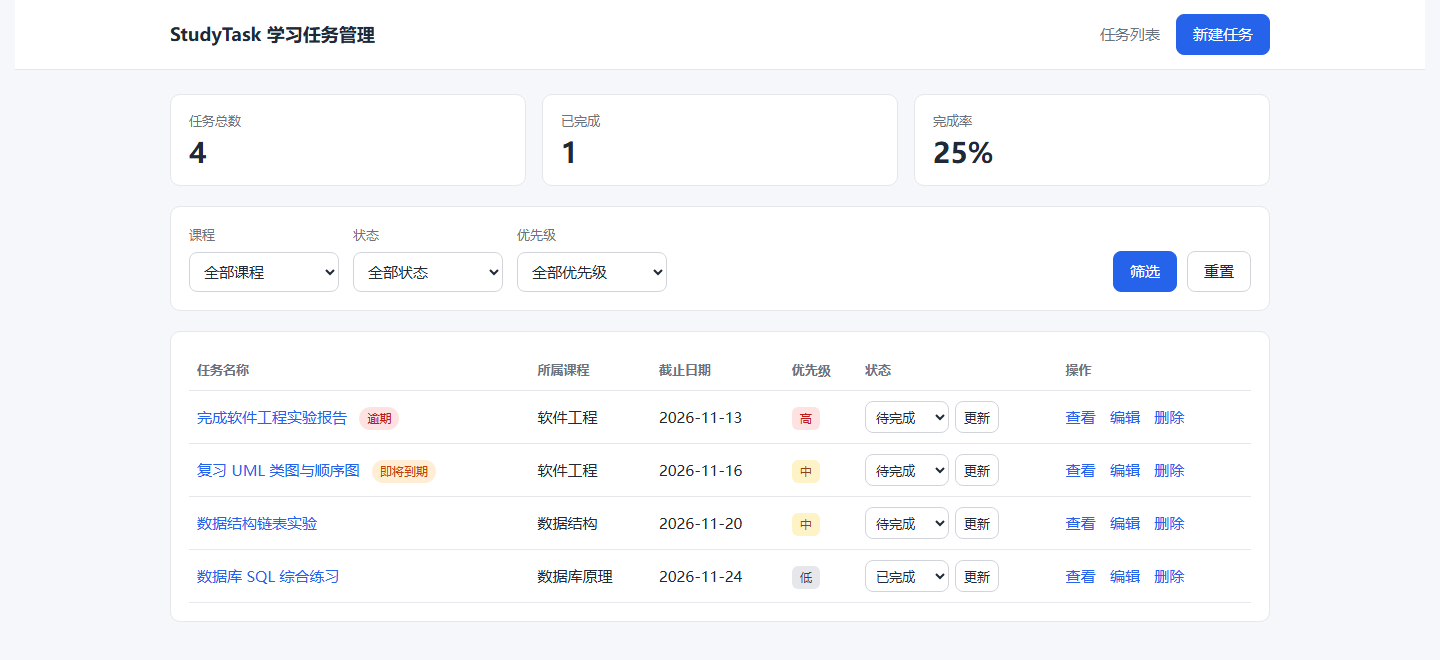 StudyTask 学习任务管理 任务列表 新建任务
任务总数 已完成 完成率
4 1 25%
课程 状态 优先级
全部课程 全部状态 全部优先级 筛选 重置
任务名称 所属课程 截止日期 优先级 状态 操作
完成软件工程实验报告 逾期 软件工程 2026-11-13 高 待完成 更新 查看 编辑 删除
复习 UML 类图与顺序图 即将到期 软件工程 2026-11-16 中 待完成 更新 查看 编辑 删除
数据结构链表实验 数据结构 2026-11-20 中 待完成 更新 查看 编辑 删除
数据库 SQL 综合练习 数据库原理 2026-11-24 低 已完成 更新 查看 编辑 删除